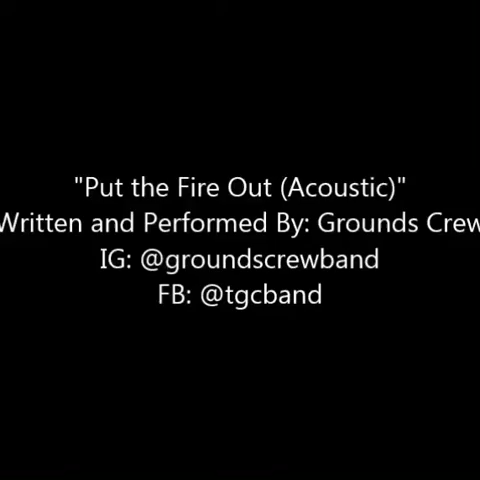 "Put the Fire Out (Acoustic)"
Written and Performed By: Grounds Crew
IG: @groundscrewband
FB: @tgcband